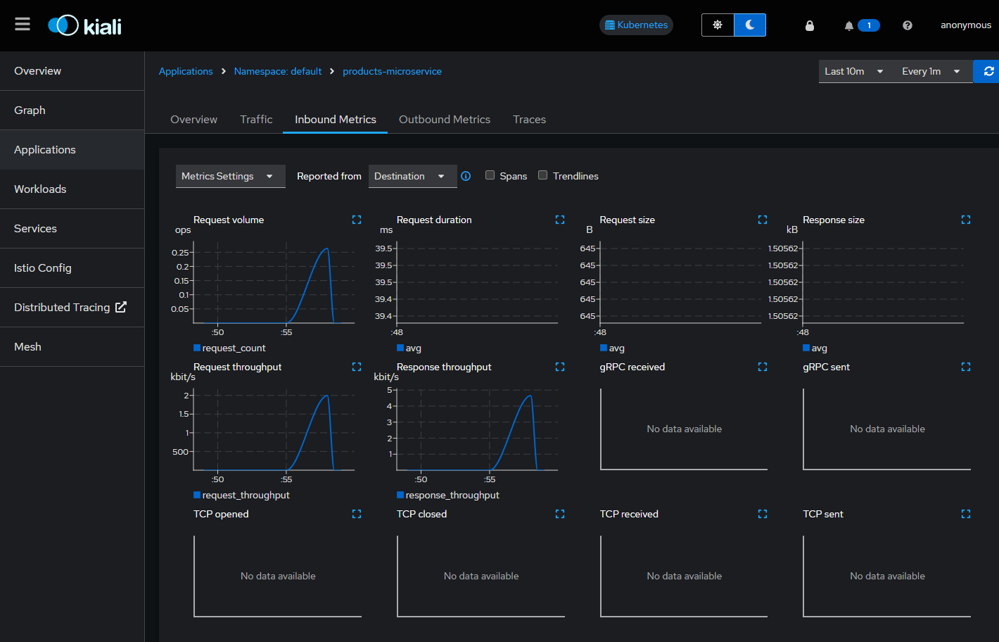 kiali
Kubernetes
1
anonymous
Overview
Graph
Applications
Workloads
Services
Istio Config
Distributed Tracing
Mesh
Applications > Namespace: default > products-microservice
Last 10m
Every 1m
Overview
Traffic
Inbound Metrics
Outbound Metrics
Traces
Metrics Settings
Reported from
Destination
Spans
Trendlines
Request volume
ops
0.25
0.2
0.15
0.1
0.05
:50
:55
request_count
Request duration
ms
39.5
39.5
39.5
39.4
39.4
:48
avg
Request size
B
645
645
645
645
645
:48
avg
Response size
kB
1.50562
1.50562
1.50562
1.50562
1.50562
:48
avg
Request throughput
kbit/s
2
1.5
1
500
:50
:55
request_throughput
Response throughput
kbit/s
5
4
3
2
1
:50
:55
response_throughput
gRPC received
No data available
gRPC sent
No data available
TCP opened
No data available
TCP closed
No data available
TCP received
No data available
TCP sent
No data available